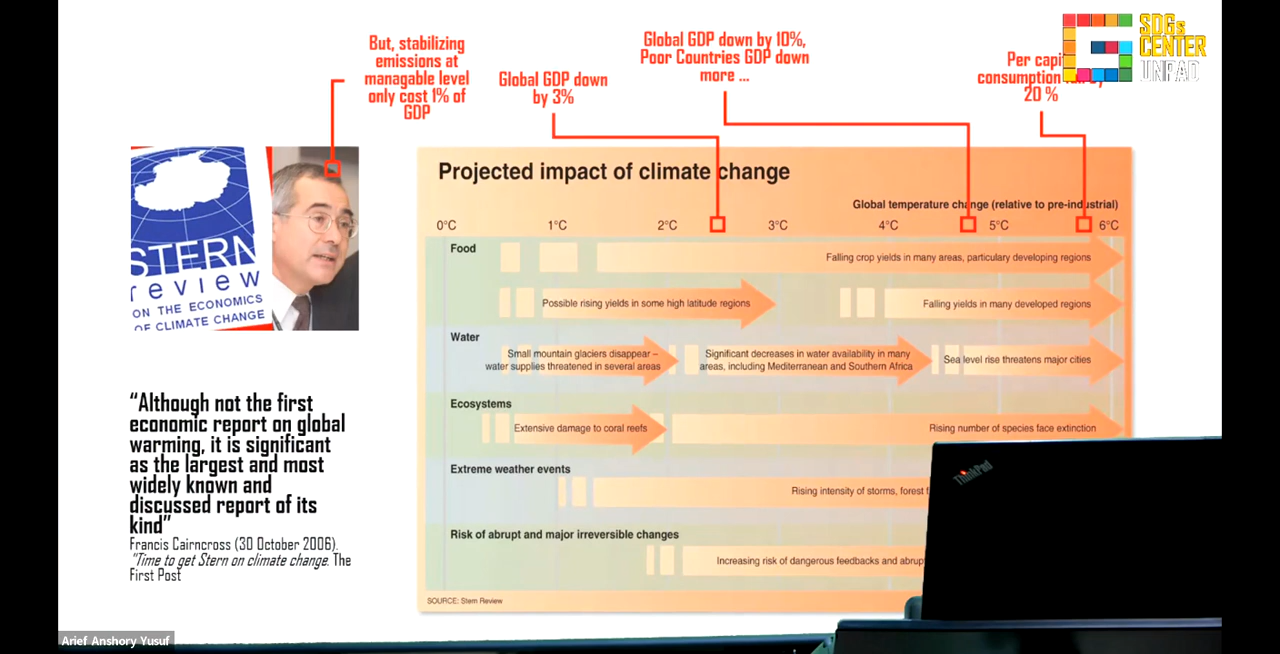 But, stabilizing
emissions at
managable level
only cost 1% of
GDP
Global GDP down
by 3%
Global GDP down by 10%,
Poor Countries GDP down
more ...
Per
consumption
20 %
SDGs
CENTER
UNPAD
STERN
review
ON THE ECONOMICS
OF CLIMATE CHANGE
Projected impact of climate change
Global temperature change (relative to pre-industrial)
0°C 1°C 2°C 3°C 4°C 5°C 6°C
Food
Falling crop yields in many areas, particulary developing regions
Possible rising yields in some high latitude regions
Falling yields in many developed regions
Water
Small mountain glaciers disappear –
water supplies threatened in several areas
Significant decreases in water availability in many
areas, including Mediterranean and Southern Africa
Sea level rise threatens major cities
Ecosystems
Extensive damage to coral reefs
Rising number of species face extinction
Extreme weather events
Rising intensity of storms, forest
Risk of abrupt and major irreversible changes
Increasing risk of dangerous feedbacks and
SOURCE: Stern Review
“Although not the first
economic report on global
warming, it is significant
as the largest and most
widely known and
discussed report of its
kind”
Francis Cairncross (30 October 2006).
“Time to get Stern on climate change. The
First Post
ThinkPad
Arief Anshory Yusuf